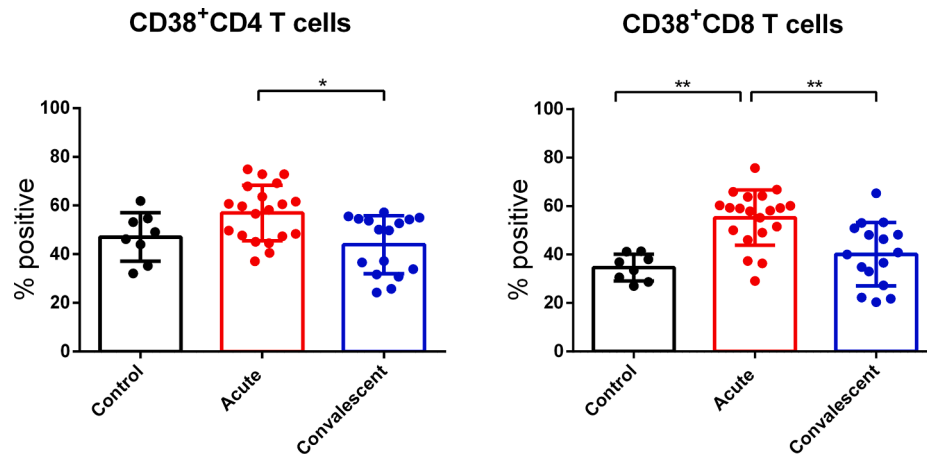 CD38⁺CD4 T cells
*
% positive
100
80
60
40
20
0
Control
Acute
Convalescent
CD38⁺CD8 T cells
** **
% positive
100
80
60
40
20
0
Control
Acute
Convalescent